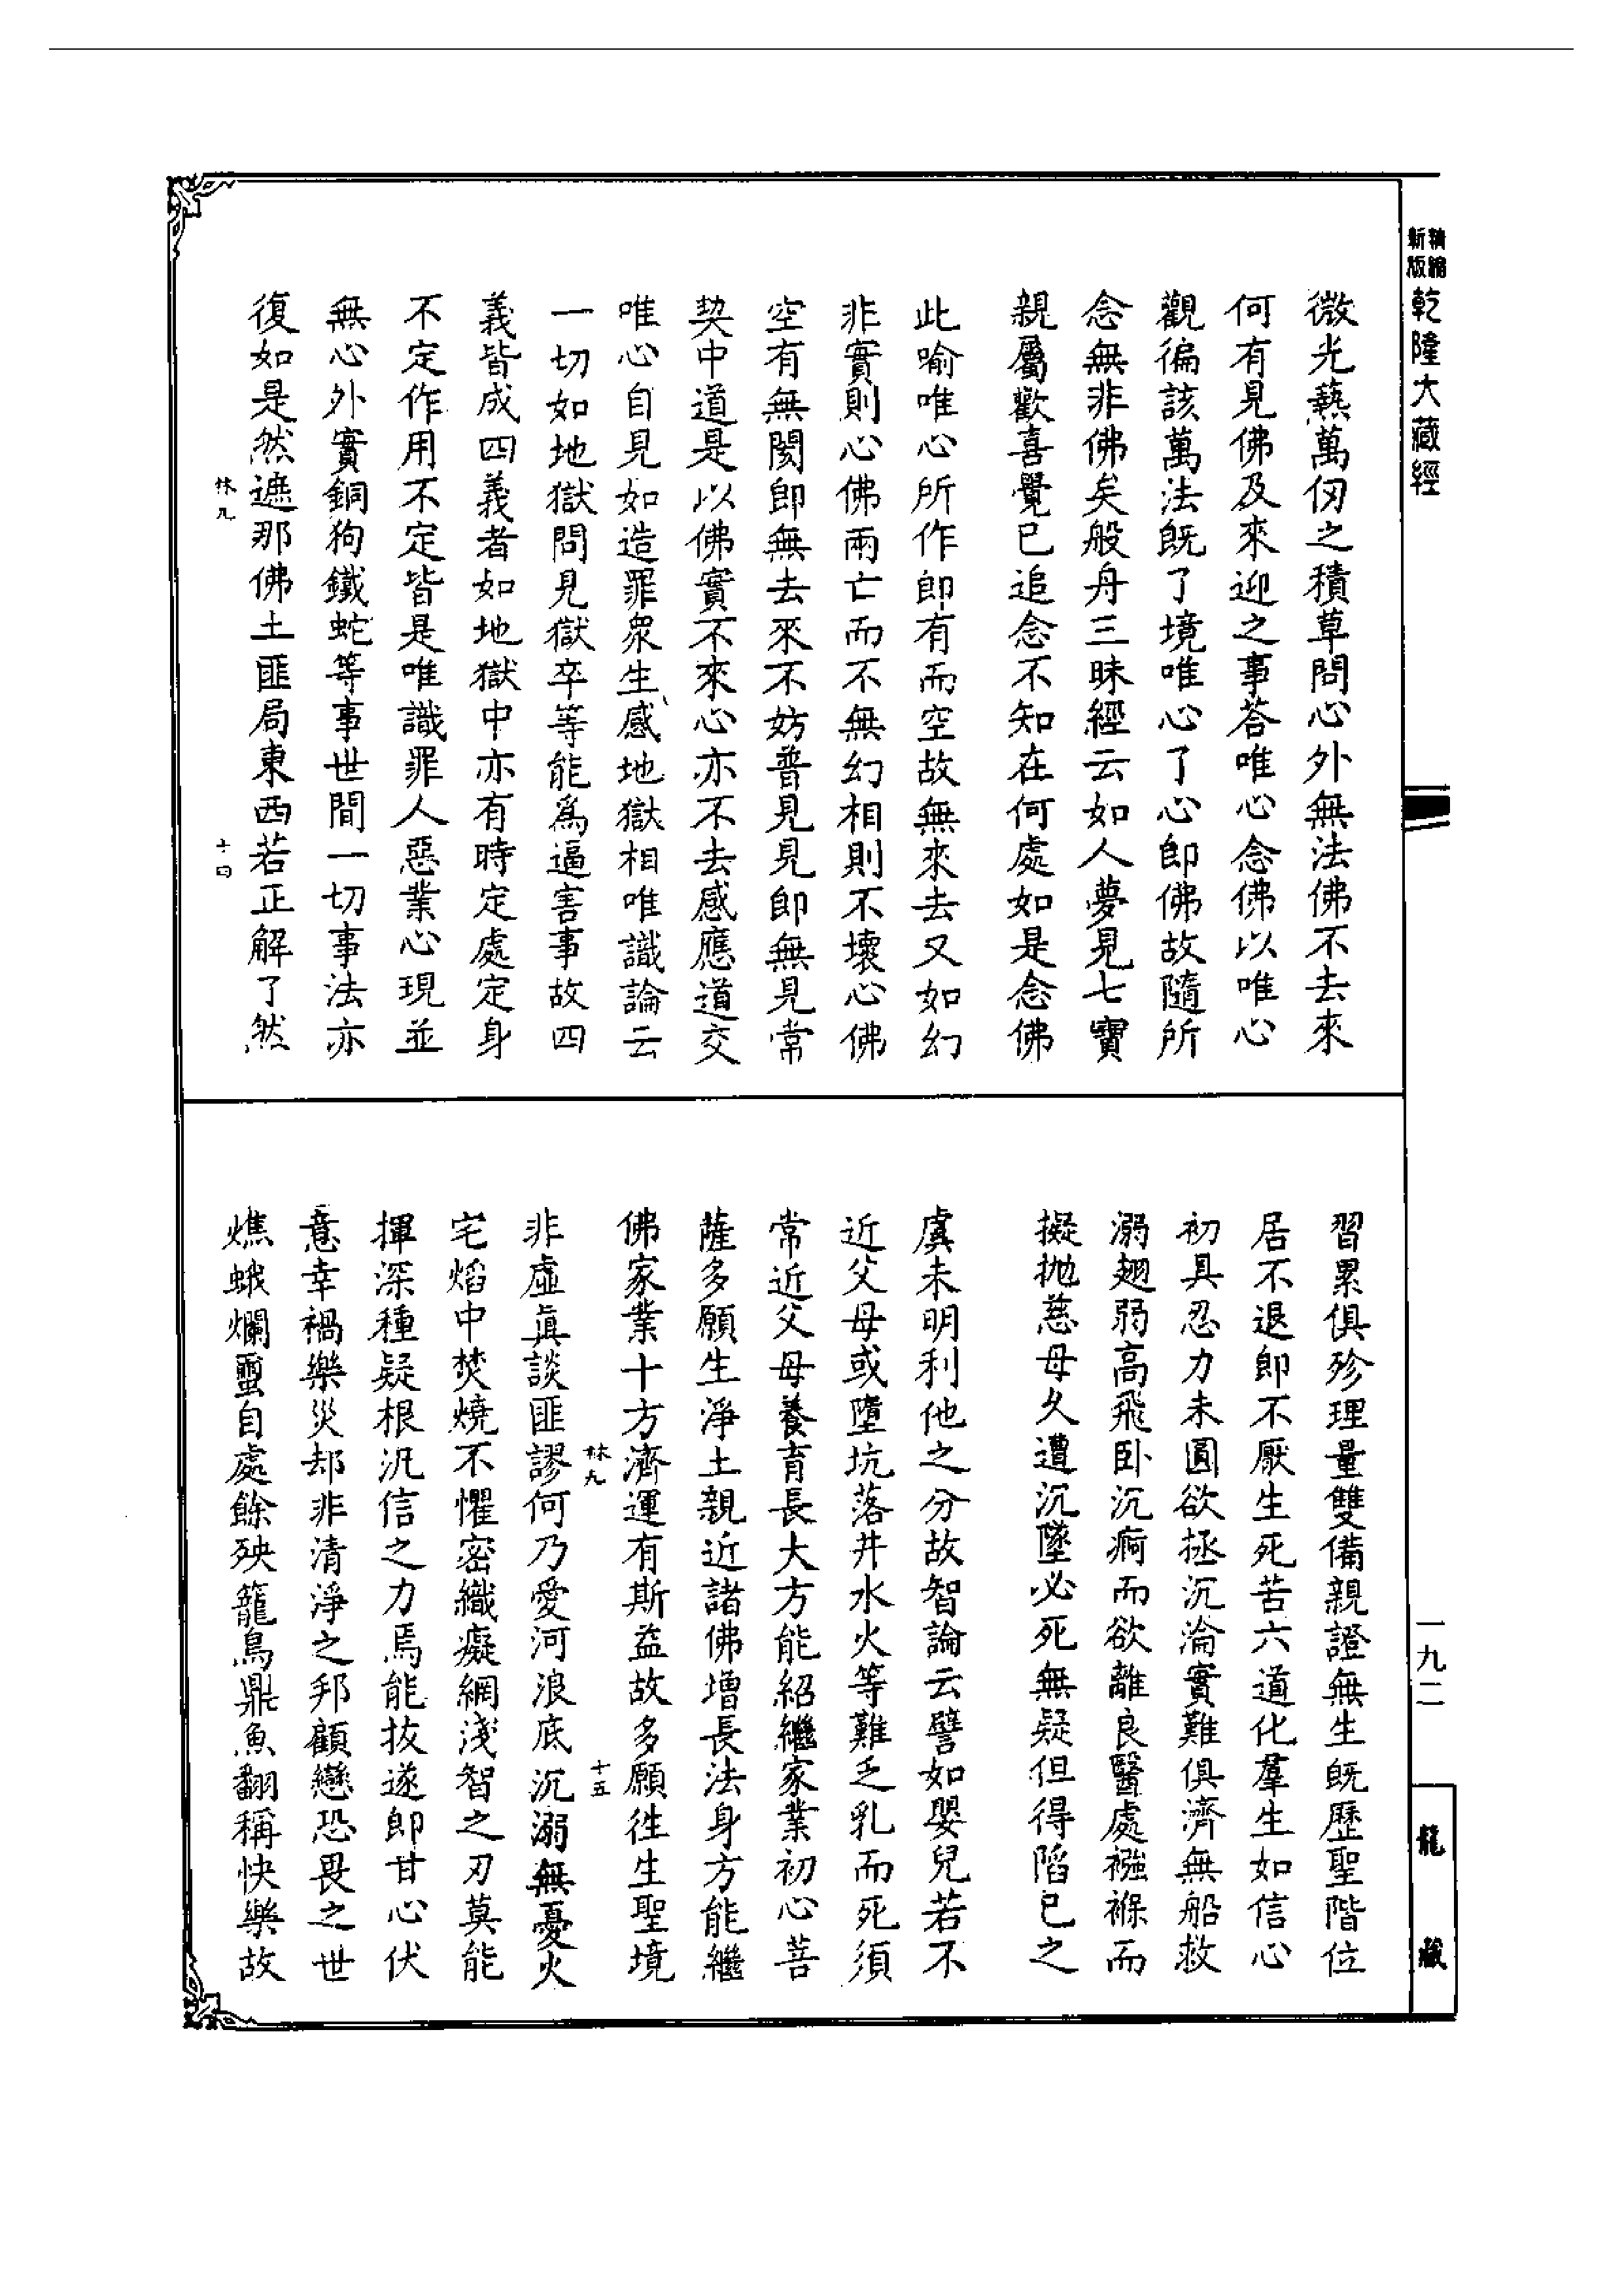 精縮新版
乾隆大藏經
微光爇萬仞之積草問心外無法佛不去來
何有見佛及來迎之事荅唯心念佛以唯心
觀徧該萬法既了境唯心了心即佛故隨所
念無非佛矣般舟三昧經云如人夢見七寶
親屬歡喜覺已追念不知在何處如是念佛
此喻唯心所作即有而空故無來去又如幻
非實則心佛兩亡而不無幻相則不壞心佛
空有無閡即無去來不妨普見見即無見常
契中道是以佛實不來心亦不去感應道交
唯心自見如造罪眾生感地獄相唯識論云
一切如地獄問見獄卒等能為逼害事故四
義皆成四義者如地獄中亦有時定處定身
不定作用不定皆是唯識罪人惡業心現並
無心外實銅狗鐵蛇等事世間一切事法亦
復如是然遮那佛土匪局東西若正解了然
林九
十四
習累俱殄理量雙備親證無生既歷聖階位
居不退即不厭生死苦六道化羣生如信心
初具忍力未圓欲拯沉淪實難俱濟無船救
溺翅弱高飛卧沉痾而欲離良醫處襁褓而
擬拋慈母久遭沉墜必死無疑但得陷已之
虞未明利他之分故智論云譬如嬰兒若不
近父母或墮坑落井水火等難乏乳而死須
常近父母養育長大方能紹繼家業初心菩
薩多願生淨土親近諸佛增長法身方能繼
佛家業十方濟運有斯益故多願徃生聖境
林九
十五
非虛真談匪謬何乃愛河浪底沉溺無憂火
宅焰中焚燒不懼密織癡網淺智之刃莫能
揮深種疑根汎信之力焉能拔遂即甘心伏
意幸禍樂災却非清淨之邦顧戀恐畏之世
燋蛾爛蠒自處餘殃籠鳥鼎魚翻稱快樂故
一九二
龍藏